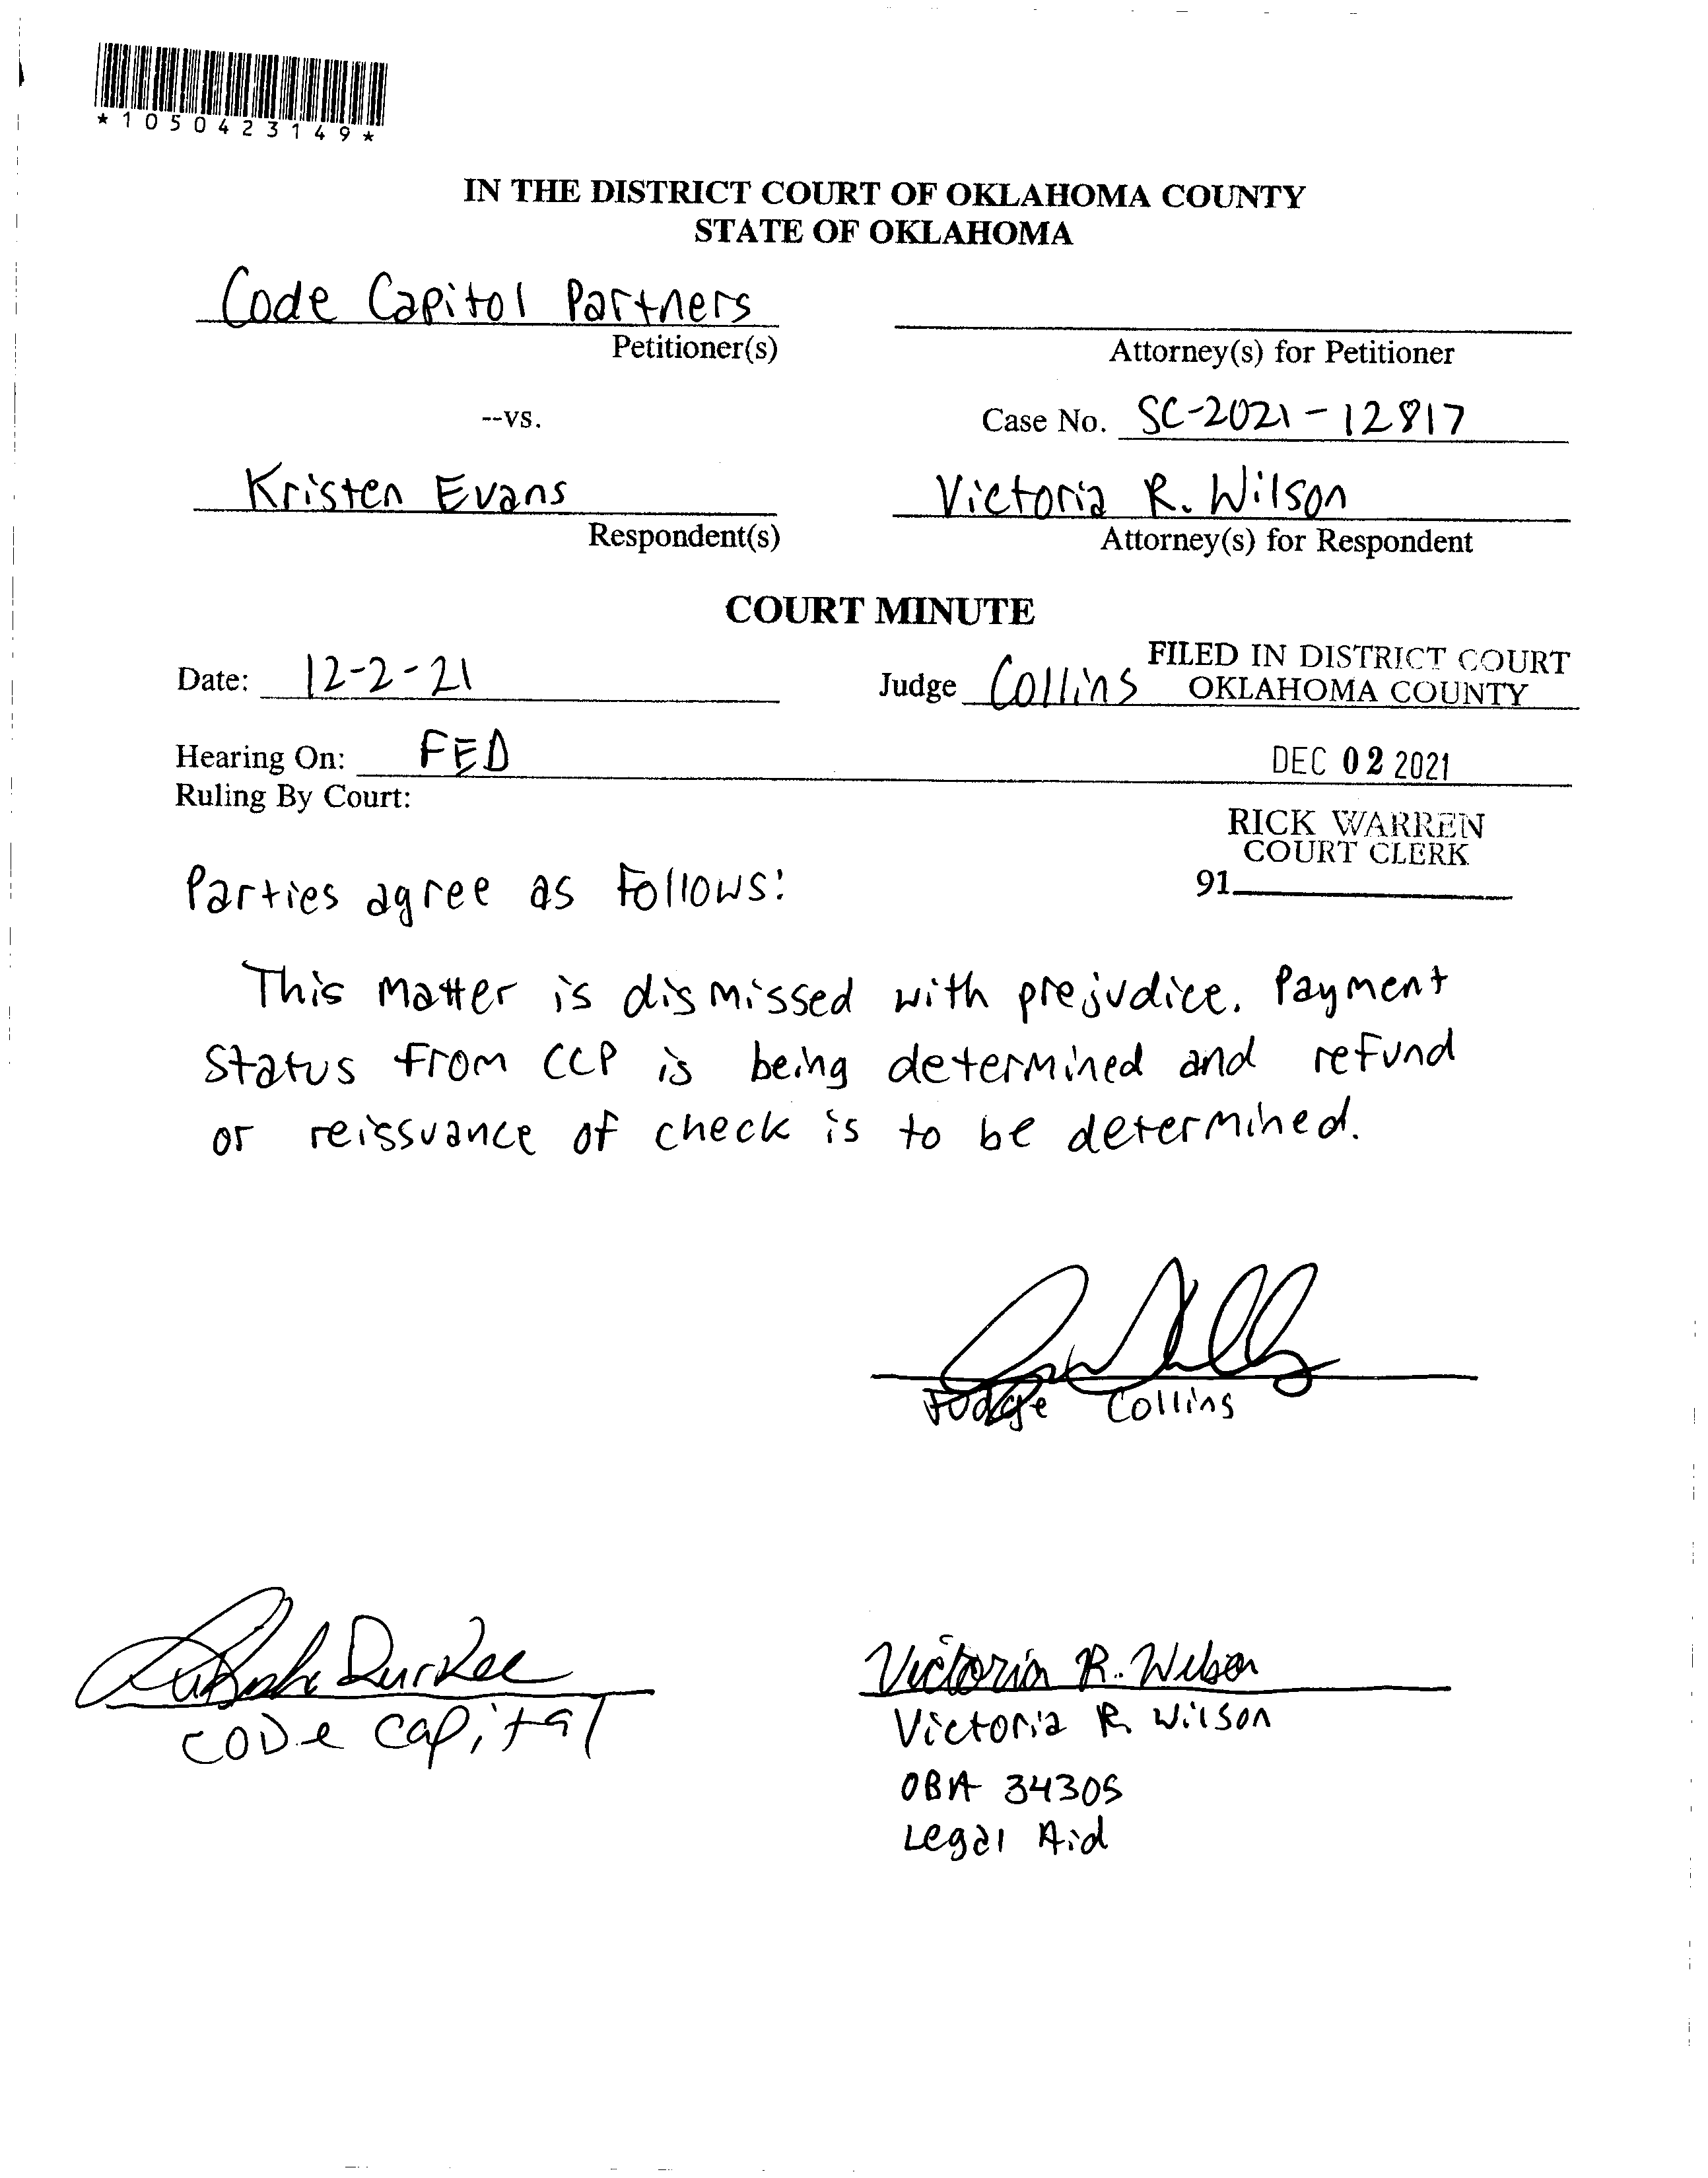 *1050423149*
IN THE DISTRICT COURT OF OKLAHOMA COUNTY
STATE OF OKLAHOMA
Code Capitol Partners
Petitioner(s)
Attorney(s) for Petitioner
--vs.
Case No. SC-2021-12817
Kristen Evans
Respondent(s)
Victoria R. Wilson
Attorney(s) for Respondent
COURT MINUTE
Date: 12-2-21
Judge Collins
FILED IN DISTRICT COURT
OKLAHOMA COUNTY
Hearing On: FED
DEC 02 2021
Ruling By Court:
RICK WARREN
COURT CLERK
91
Parties agree as follows:
This matter is dismissed with prejudice. Payment
status from CCP is being determined and refund
or reissuance of check is to be determined.
Judge Collins
Durkee
CODe capital
Victoria R. Wilson
Victoria R. Wilson
OBA 34305
Legal Aid